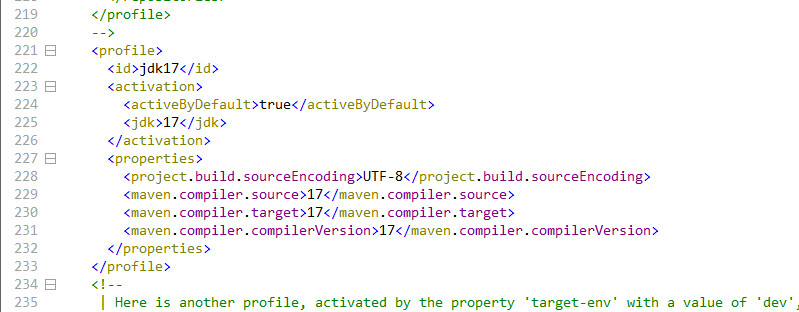 219 </profile>
220 -->
221 <profile>
222 <id>jdk17</id>
223 <activation>
224 <activeByDefault>true</activeByDefault>
225 <jdk>17</jdk>
226 </activation>
227 <properties>
228 <project.build.sourceEncoding>UTF-8</project.build.sourceEncoding>
229 <maven.compiler.source>17</maven.compiler.source>
230 <maven.compiler.target>17</maven.compiler.target>
231 <maven.compiler.compilerVersion>17</maven.compiler.compilerVersion>
232 </properties>
233 </profile>
234 <!--
235 | Here is another profile, activated by the property 'target-env' with a value of 'dev',